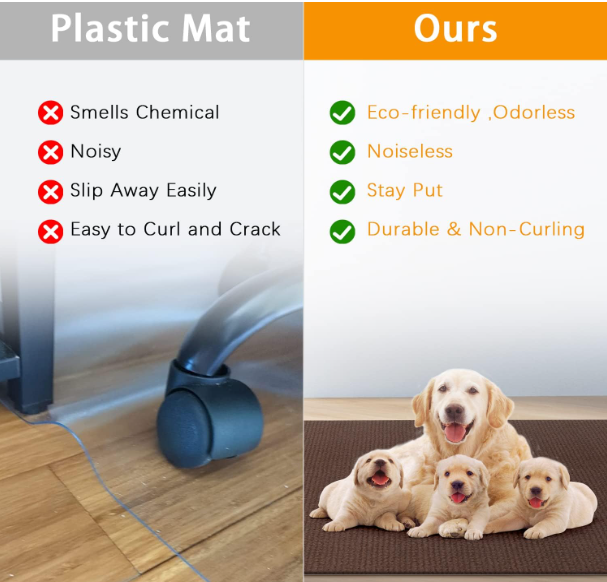 Plastic Mat
Smells Chemical
Noisy
Slip Away Easily
Easy to Curl and Crack
Ours
Eco-friendly ,Odorless
Noiseless
Stay Put
Durable & Non-Curling